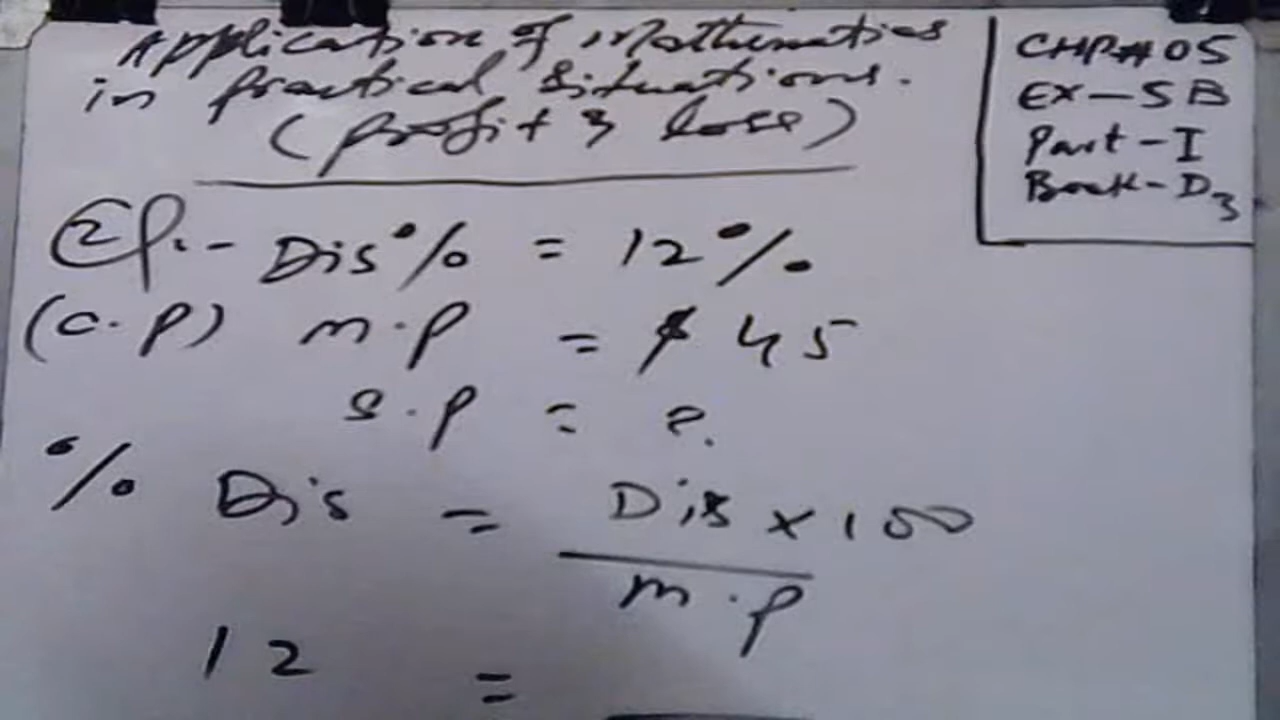 Application of Mathematics
in Practical Situations.
(Profit & loss)
CHP# 05
EX-5B
Part-I
Book-D3
Dis% = 12%
(C.P) M.P = $ 45
S.P = ?
% Dis = Dis × 100
M.P
12 =